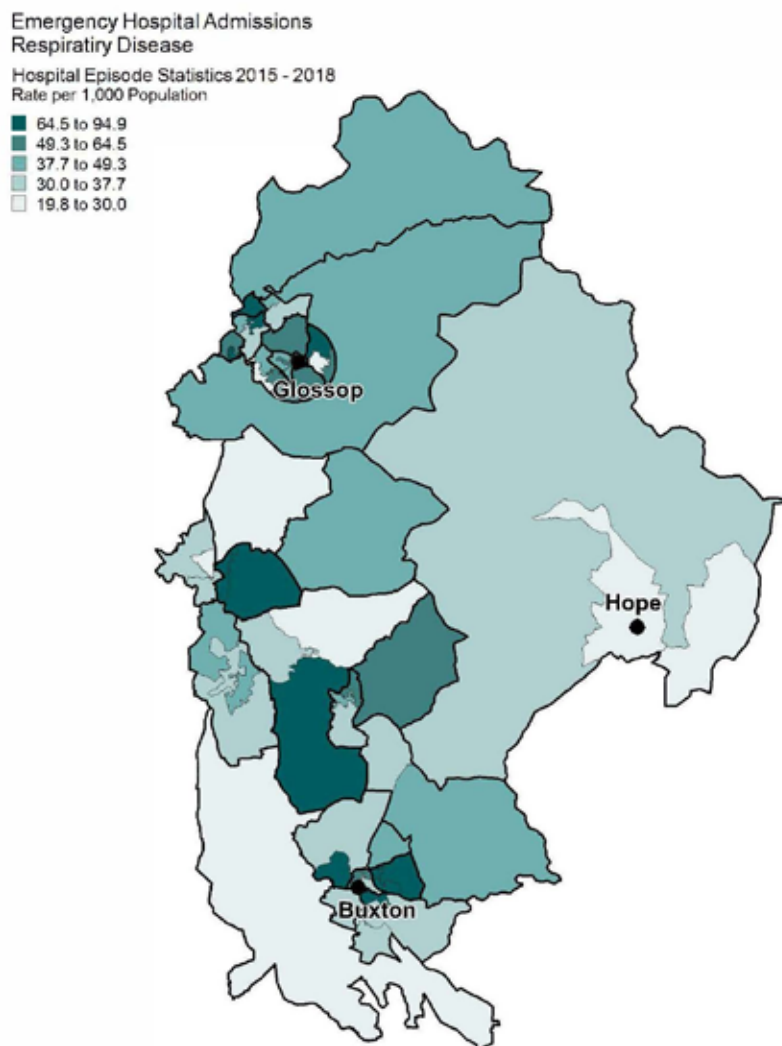 Emergency Hospital Admissions
Respiratiry Disease
Hospital Episode Statistics 2015 - 2018
Rate per 1,000 Population
64.5 to 94.9
49.3 to 64.5
37.7 to 49.3
30.0 to 37.7
19.8 to 30.0
Glossop
Hope
Buxton